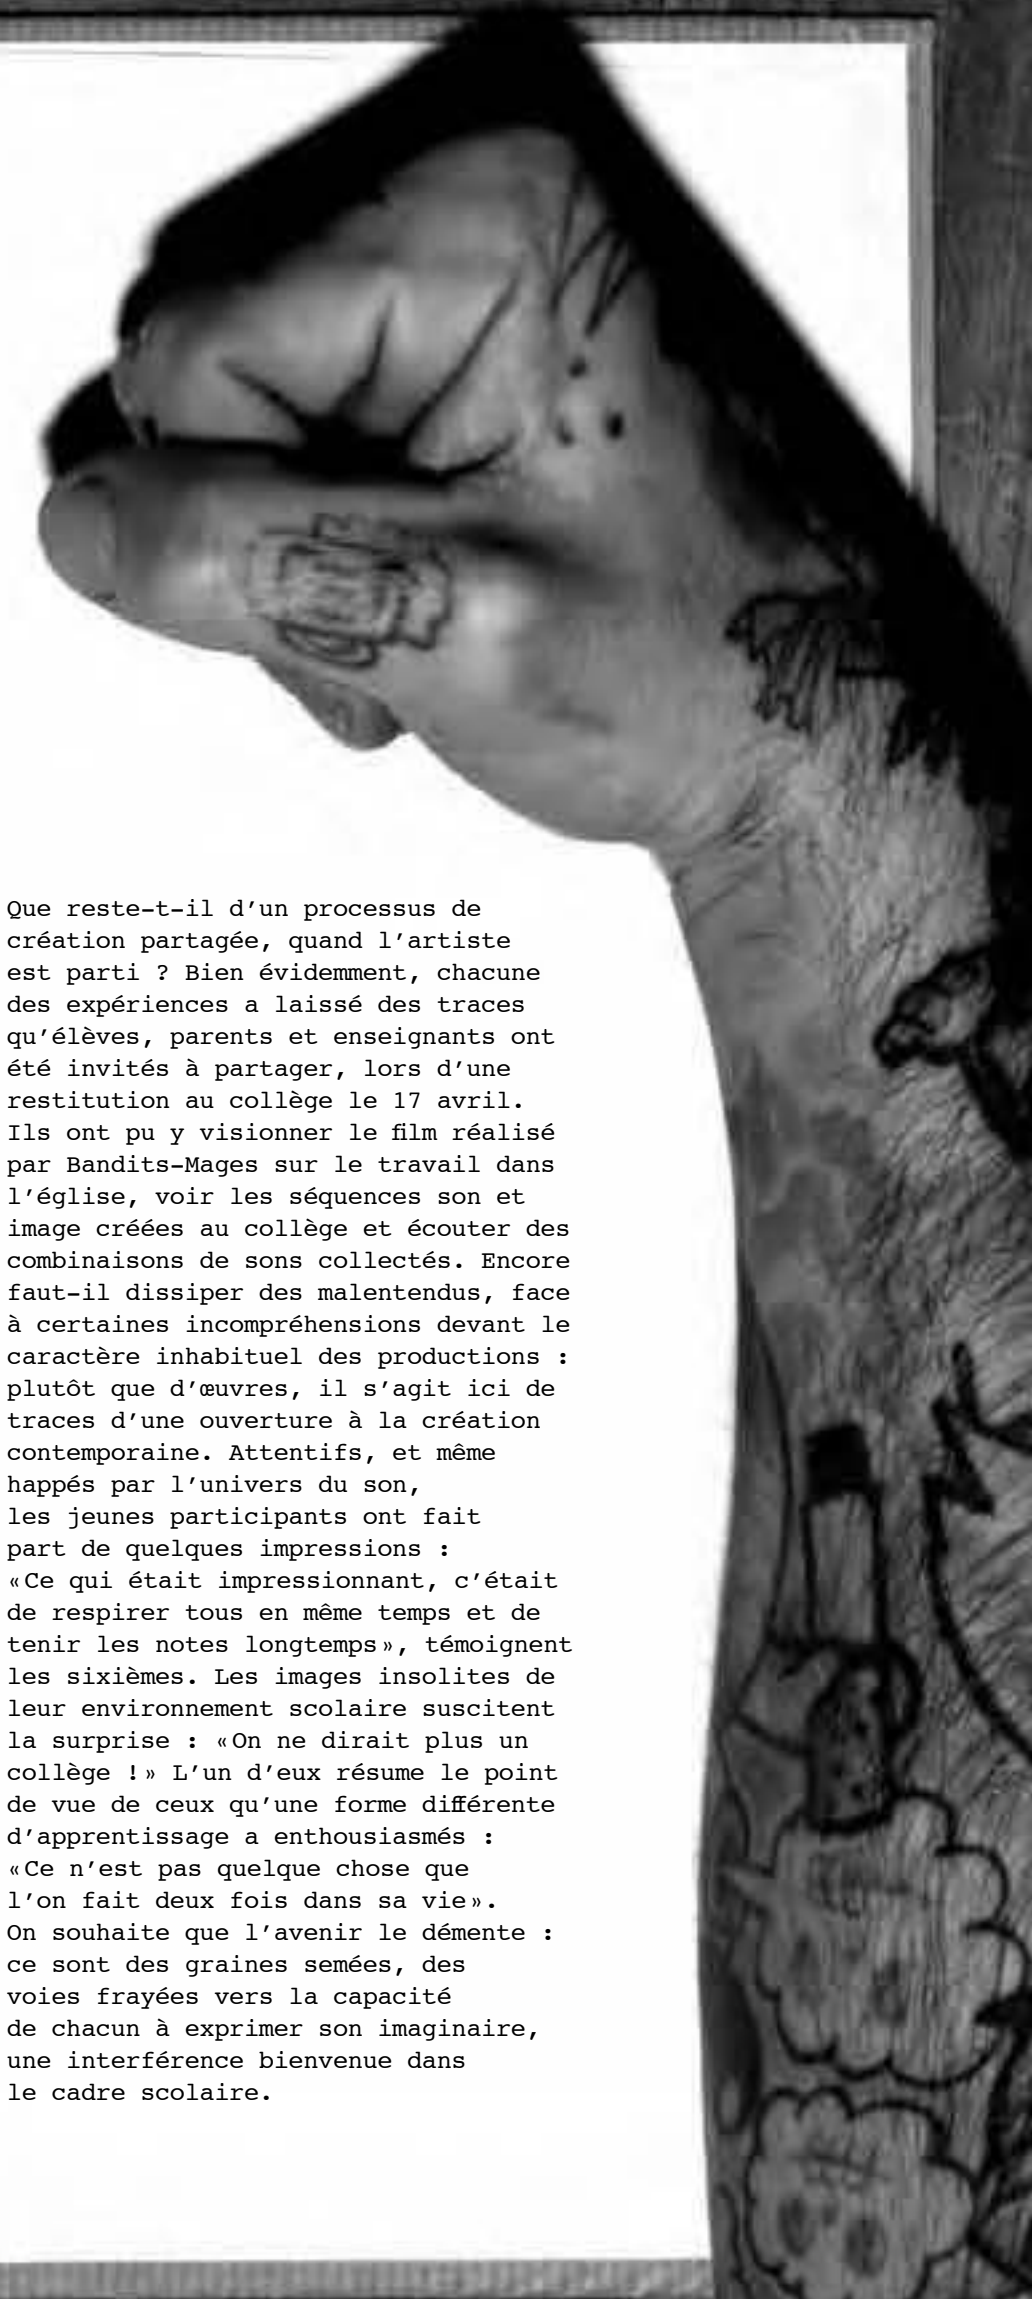 Que reste-t-il d’un processus de
création partagée, quand l’artiste
est parti ? Bien évidemment, chacune
des expériences a laissé des traces
qu’élèves, parents et enseignants ont
été invités à partager, lors d’une
restitution au collège le 17 avril.
Ils ont pu y visionner le film réalisé
par Bandits-Mages sur le travail dans
l’église, voir les séquences son et
image créées au collège et écouter des
combinaisons de sons collectés. Encore
faut-il dissiper des malentendus, face
à certaines incompréhensions devant le
caractère inhabituel des productions :
plutôt que d’œuvres, il s’agit ici de
traces d’une ouverture à la création
contemporaine. Attentifs, et même
happés par l’univers du son,
les jeunes participants ont fait
part de quelques impressions :
«Ce qui était impressionnant, c’était
de respirer tous en même temps et de
tenir les notes longtemps», témoignent
les sixièmes. Les images insolites de
leur environnement scolaire suscitent
la surprise : «On ne dirait plus un
collège !» L’un d’eux résume le point
de vue de ceux qu’une forme différente
d’apprentissage a enthousiasmés :
«Ce n’est pas quelque chose que
l’on fait deux fois dans sa vie».
On souhaite que l’avenir le démente :
ce sont des graines semées, des
voies frayées vers la capacité
de chacun à exprimer son imaginaire,
une interférence bienvenue dans
le cadre scolaire.